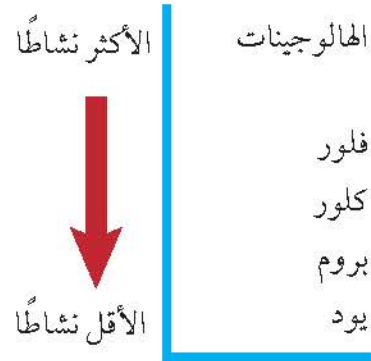 الهالوجينات
الأكثر نشاطًا
فلور
كلور
بروم
يود
الأقل نشاطًا